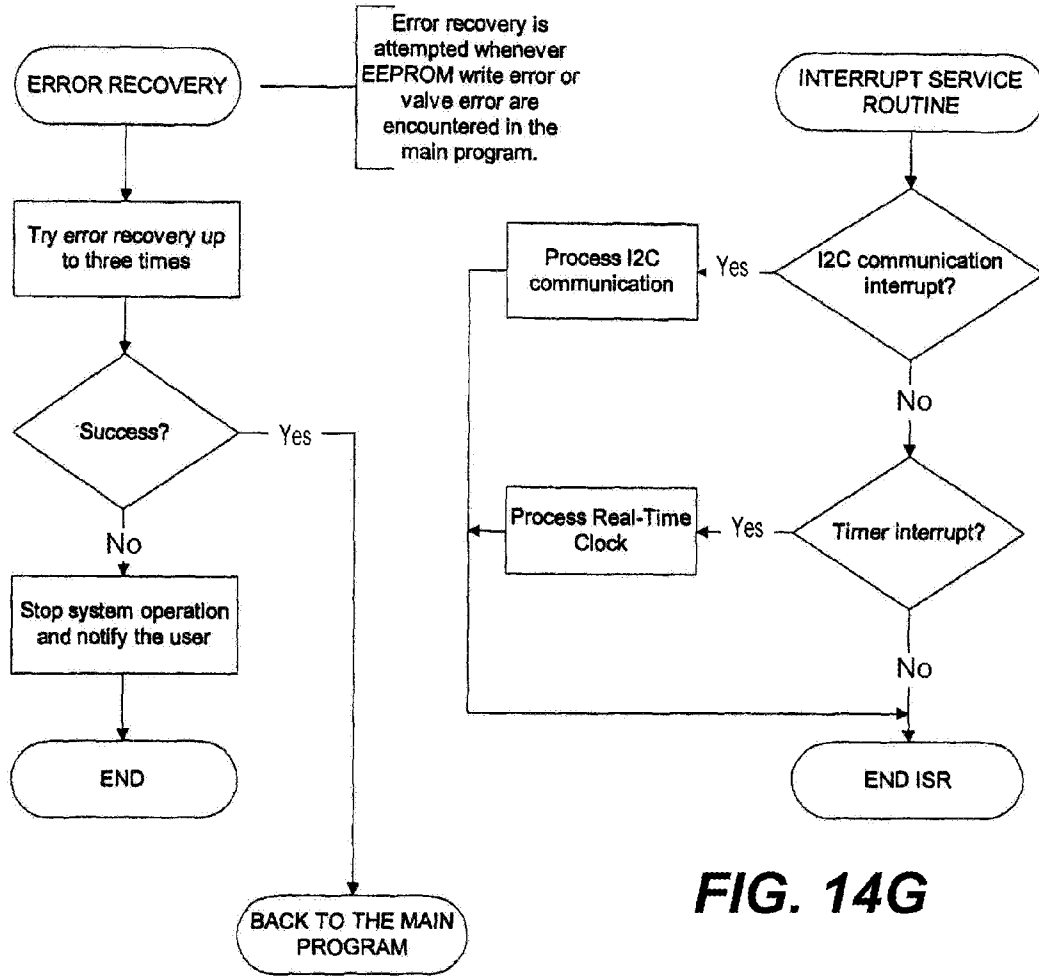 ERROR RECOVERY
Error recovery is
attempted whenever
EEPROM write error or
valve error are
encountered in the
main program.
Try error recovery up
to three times
Success?
Yes
No
Stop system operation
and notify the user
END
BACK TO THE MAIN
PROGRAM
INTERRUPT SERVICE
ROUTINE
I2C communication
interrupt?
Yes
Process I2C
communication
No
Timer interrupt?
Yes
Process Real-Time
Clock
No
END ISR
FIG. 14G